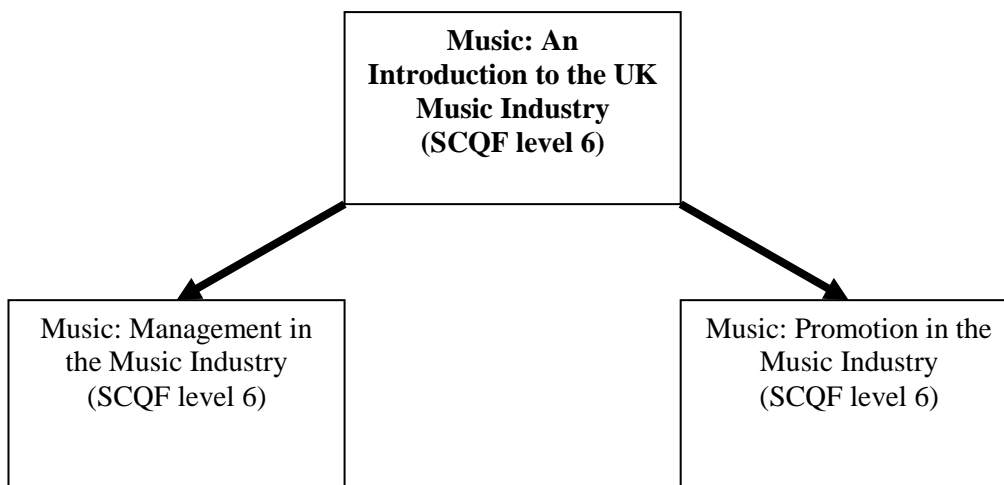 Music: An
Introduction to the UK
Music Industry
(SCQF level 6)
Music: Management in
the Music Industry
(SCQF level 6)
Music: Promotion in the
Music Industry
(SCQF level 6)